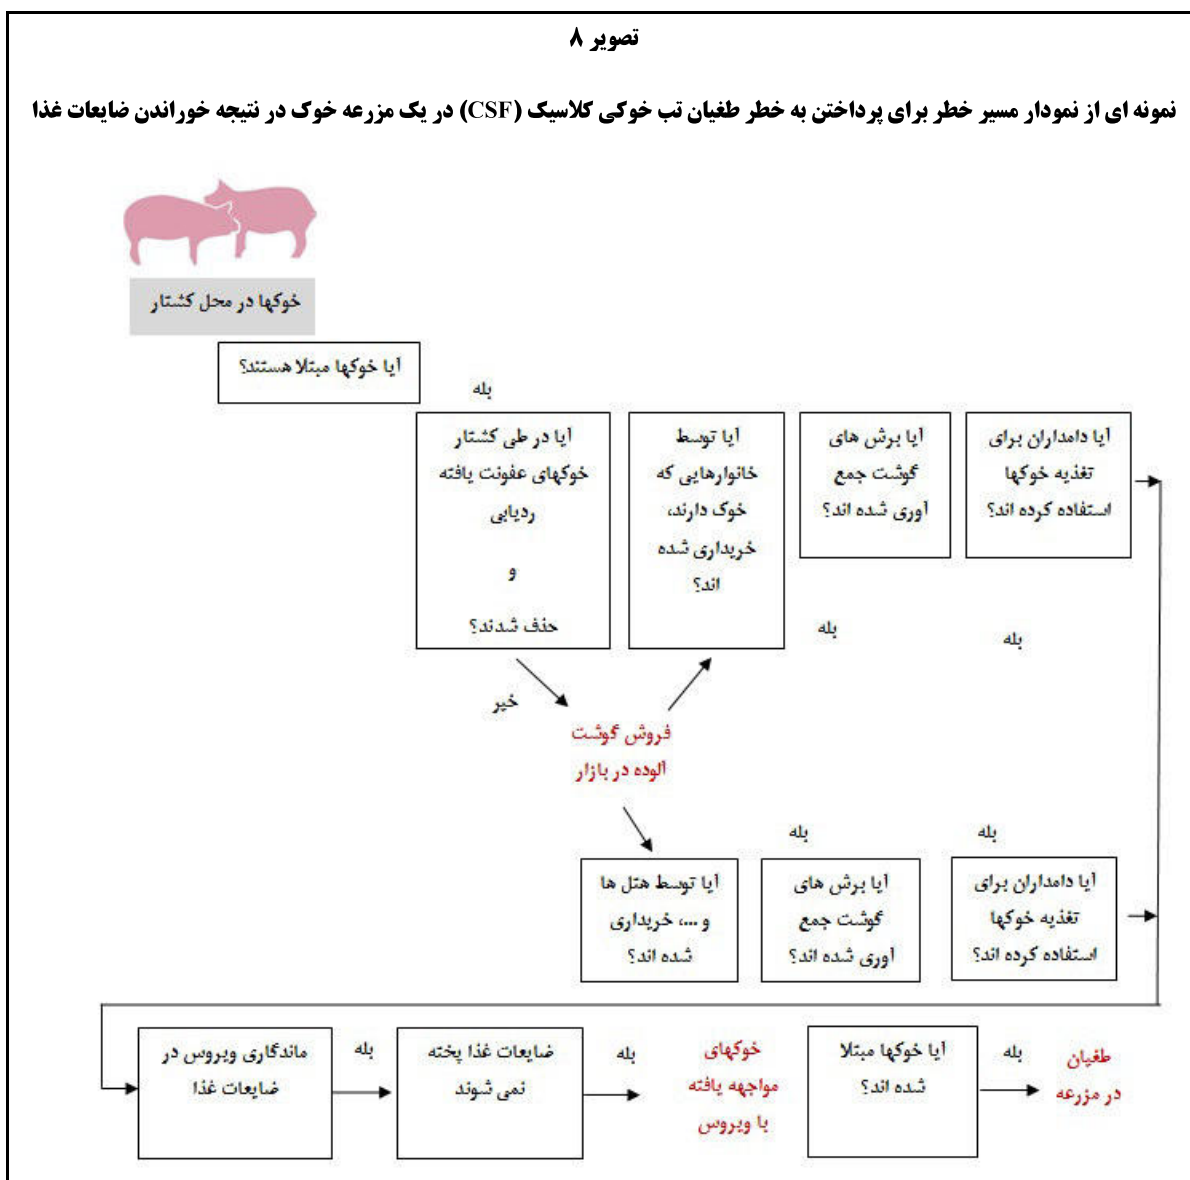 تصویر ۸
نمونه ای از نمودار مسیر خطر برای پرداختن به خطر طغیان تب خوکی کلاسیک (CSF) در یک مزرعه خوک در نتیجه خوراندن ضایعات غذا
خوکها در محل کشتار
آیا خوکها مبتلا هستند؟
بله
آیا در طی کشتار
خوکهای عفونت یافته
ردیابی
و
حذف شدند؟
آیا توسط
خانوارهایی که
خوک دارند،
خریداری شده
اند؟
آیا برش های
گوشت جمع
آوری شده اند؟
آیا دامداران برای
تغذیه خوکها
استفاده کرده اند؟
بله
بله
خیر
فروش گوشت
آلوده در بازار
بله
بله
آیا توسط هتل ها
و ...، خریداری
شده اند؟
آیا برش های
گوشت جمع
آوری شده اند؟
آیا دامداران برای
تغذیه خوکها
استفاده کرده اند؟
ماندگاری ویروس در
ضایعات غذا
بله
ضایعات غذا پخته
نمی شوند
بله
خوکهای
مواجهه یافته
با ویروس
آیا خوکها مبتلا
شده اند؟
بله
طغیان
در مزرعه